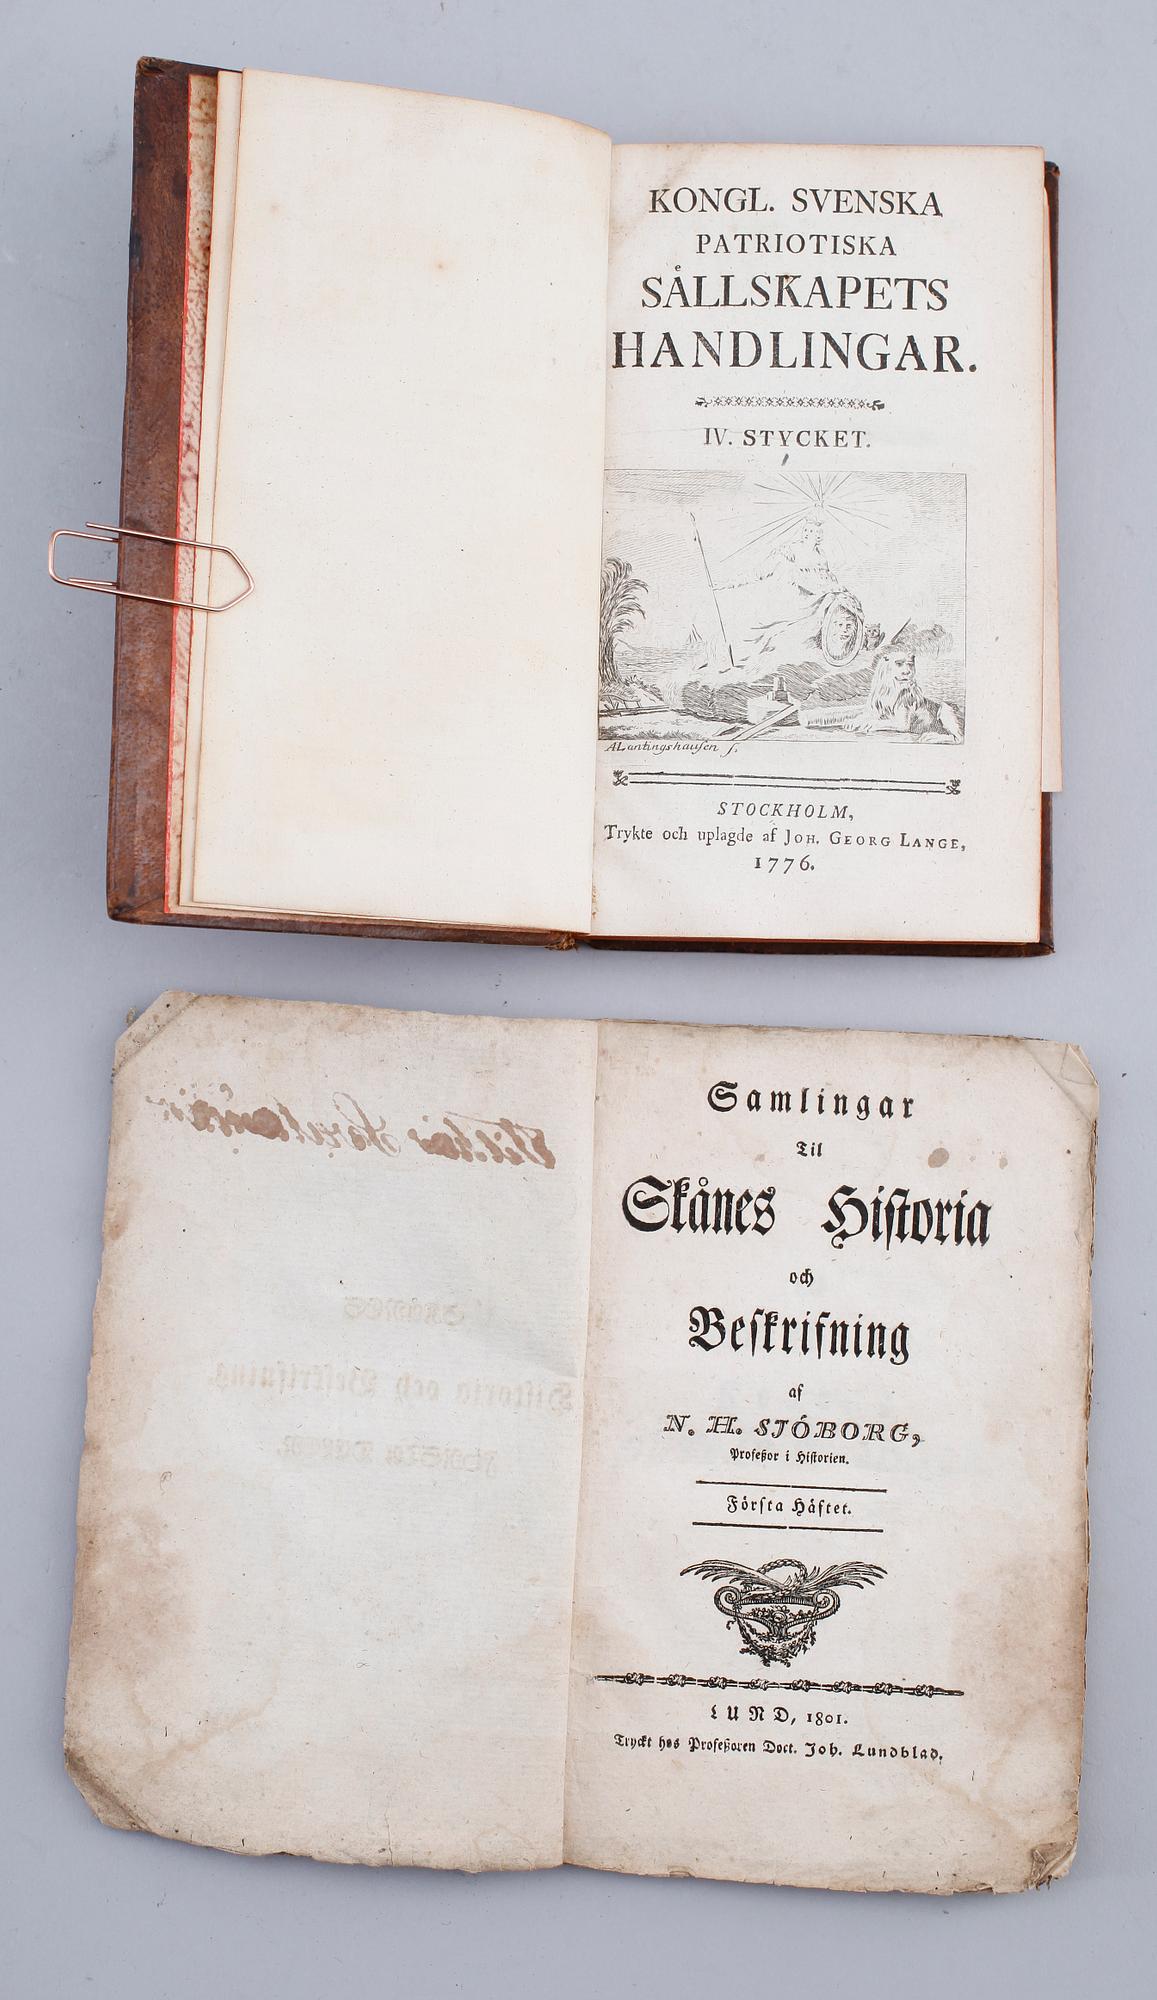 KONGL. SVENSKA
PATRIOTISKA
SÅLLSKAPETS
HANDLINGAR.
IV. STYCKET.
ALantingshausen f.
STOCKHOLM,
Trykte och uplagde af JOH. GEORG LANGE,
1776.
Samlingar
Til
Skånes Historia
och
Beskrifning
af
N. H. SJÖBORG,
Profeßor i Historien.
Första Häftet.
LUND, 1801.
Tryckt hos Profeßoren Doct. Joh. Lundblad.